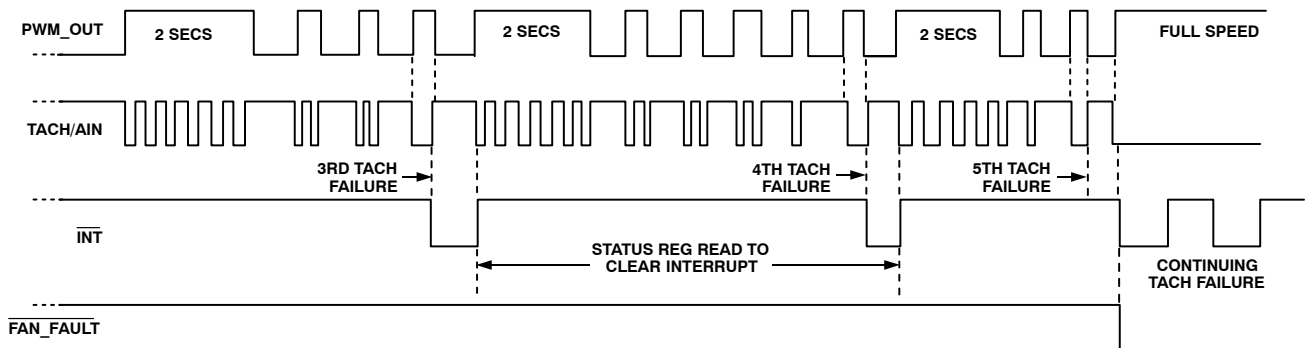 PWM_OUT
2 SECS
2 SECS
2 SECS
FULL SPEED
TACH/AIN
3RD TACH
FAILURE
4TH TACH
FAILURE
5TH TACH
FAILURE
INT
STATUS REG READ TO
CLEAR INTERRUPT
CONTINUING
TACH FAILURE
FAN_FAULT